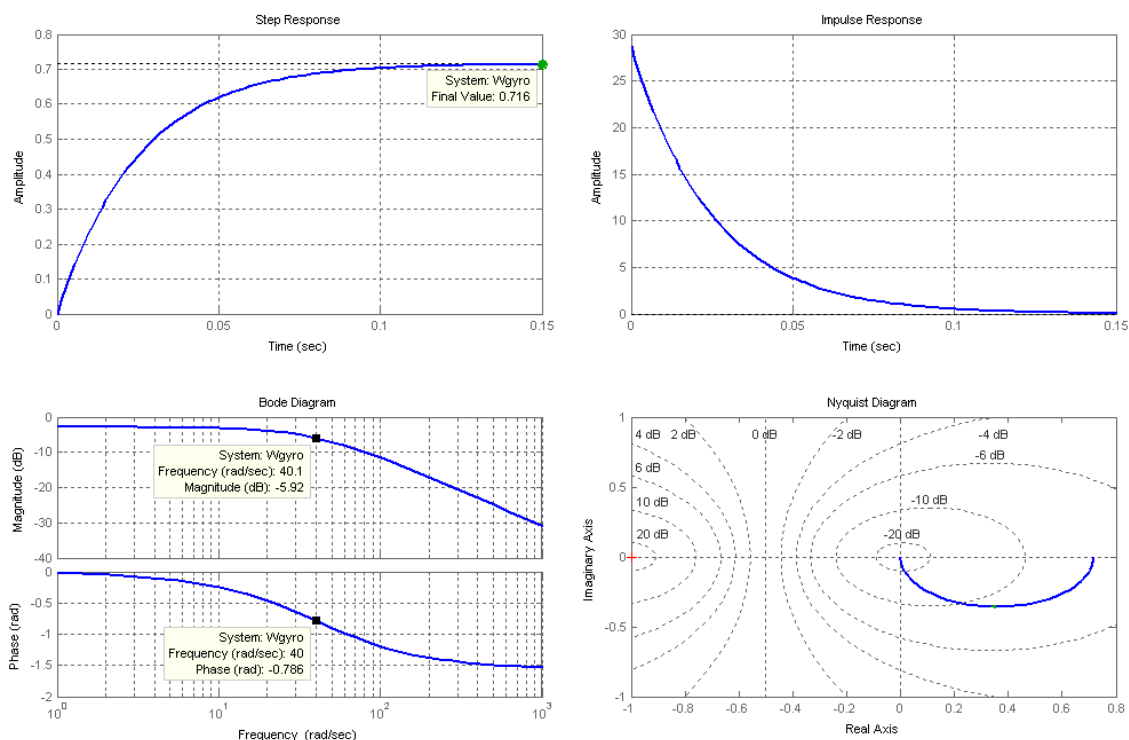 Step Response
0.8
0.7
0.6
0.5
0.4
0.3
0.2
0.1
0
Amplitude
System: Wgyro
Final Value: 0.716
0
0.05
0.1
0.15
Time (sec)
Impulse Response
30
25
20
15
10
5
0
Amplitude
0
0.05
0.1
0.15
Time (sec)
Bode Diagram
0
-10
-20
-30
-40
Magnitude (dB)
System: Wgyro
Frequency (rad/sec): 40.1
Magnitude (dB): -5.92
0
-0.5
-1
-1.5
-2
Phase (rad)
System: Wgyro
Frequency (rad/sec): 40
Phase (rad): -0.786
10^0
10^1
10^2
10^3
Frequency (rad/sec)
Nyquist Diagram
1
0.5
0
-0.5
-1
Imaginary Axis
4 dB
2 dB
0 dB
-2 dB
-4 dB
6 dB
-6 dB
10 dB
-10 dB
20 dB
-20 dB
-1
-0.8
-0.6
-0.4
-0.2
0
0.2
0.4
0.6
0.8
Real Axis